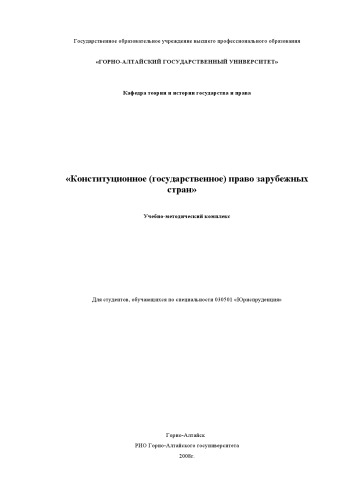 Государственное образовательное учреждение высшего профессионального образования
«ГОРНО-АЛТАЙСКИЙ ГОСУДАРСТВЕННЫЙ УНИВЕРСИТЕТ»
Кафедра теории и истории государства и права
«Конституционное (государственное) право зарубежных
стран»
Учебно-методический комплекс
Для студентов, обучающихся по специальности 030501 «Юриспруденция»
Горно-Алтайск
РИО Горно-Алтайского госуниверситета
2008г.